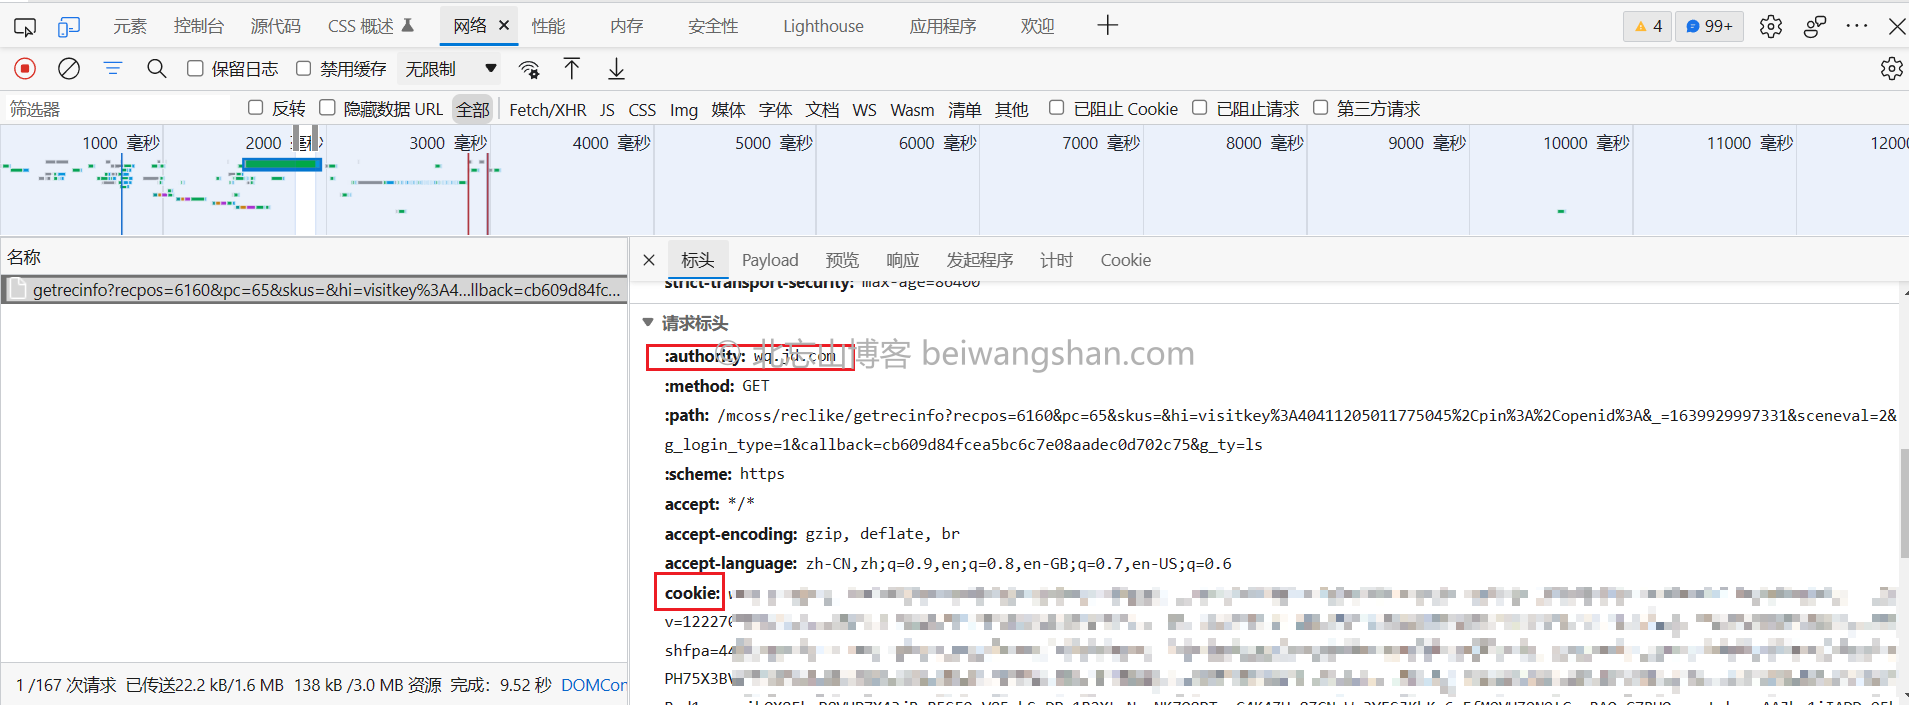 元素 控制台 源代码 CSS 概述 网络 性能 内存 安全性 Lighthouse 应用程序 欢迎 4 99+
保留日志 禁用缓存 无限制
筛选器 反转 隐藏数据 URL 全部 Fetch/XHR JS CSS Img 媒体 字体 文档 WS Wasm 清单 其他 已阻止 Cookie 已阻止请求 第三方请求
1000 毫秒 2000 毫秒 3000 毫秒 4000 毫秒 5000 毫秒 6000 毫秒 7000 毫秒 8000 毫秒 9000 毫秒 10000 毫秒 11000 毫秒 12000
名称
getrecinfo?recpos=6160&pc=65&skus=&hi=visitkey%3A4...llback=cb609d84fc...
1 /167 次请求 已传送22.2 kB/1.6 MB 138 kB /3.0 MB 资源 完成: 9.52 秒 DOMCon
标头 Payload 预览 响应 发起程序 计时 Cookie
strict-transport-security: max-age=86400
请求标头
:authority: wq.jd.com
© 北忘山博客 beiwangshan.com
:method: GET
:path: /mcoss/reclike/getrecinfo?recpos=6160&pc=65&skus=&hi=visitkey%3A40411205011775045%2Cpin%3A%2Copenid%3A&_=1639929997331&sceneval=2&
g_login_type=1&callback=cb609d84fcea5bc6c7e08aadec0d702c75&g_ty=ls
:scheme: https
accept: */*
accept-encoding: gzip, deflate, br
accept-language: zh-CN,zh;q=0.9,en;q=0.8,en-GB;q=0.7,en-US;q=0.6
cookie:
v=122270
shfpa=44
PH75X3BV